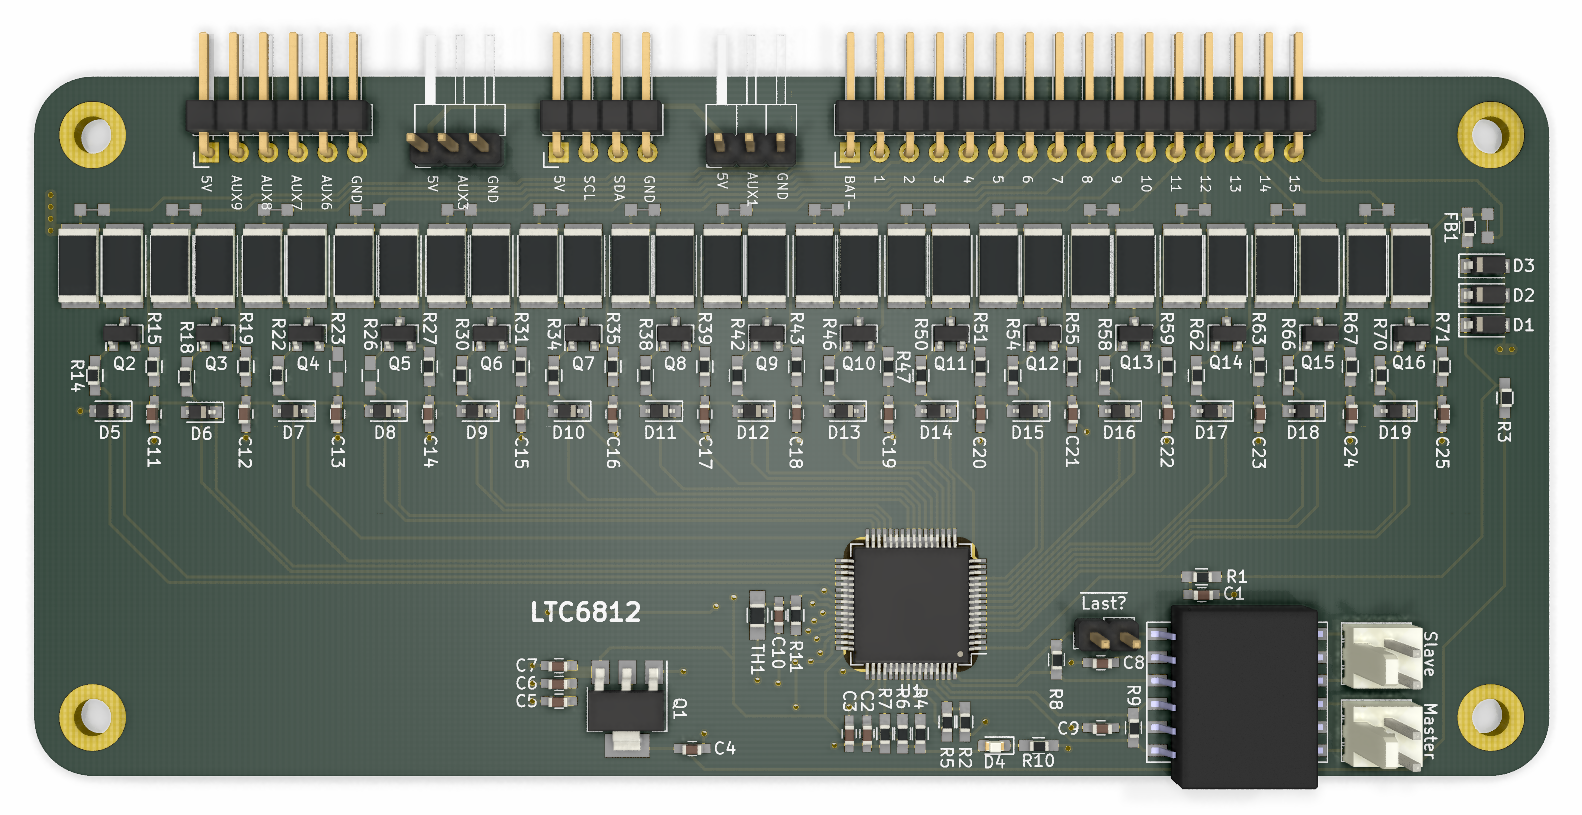 5V AUX9 AUX8 AUX7 AUX6 GND
5V AUX3 GND
5V SCL SDA GND
5V AUX1 GND
BAT- 1 2 3 4 5 6 7 8 9 10 11 12 13 14 15
FB1
D3
D2
D1
R15 R19 R23 R27 R31 R35 R39 R43 R47 R51 R55 R59 R63 R67 R71
R14 R18 R22 R26 R30 R34 R38 R42 R46 R60 R54 R58 R62 R66 R70
Q2 Q3 Q4 Q5 Q6 Q7 Q8 Q9 Q10 Q11 Q12 Q13 Q14 Q15 Q16
R3
D5 D6 D7 D8 D9 D10 D11 D12 D13 D14 D15 D16 D17 D18 D19
C11 C12 C13 C14 C15 C16 C17 C18 C19 C20 C21 C22 C23 C24 C25
LTC6812
TH1 C10 R11
Last?
R1
C1
C8
R8
R9
C9
Slave
Master
C7
C6
C5
Q1
C4
U1
C3 C2 R7 R6 R4
R5 R2
D4 R10